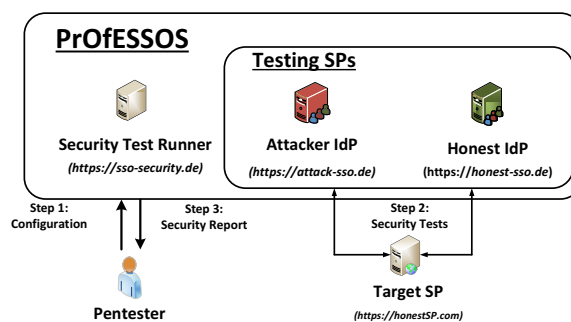 PrOfESSOS
Testing SPs
Security Test Runner
(https://sso-security.de)
Attacker IdP
(https://attack-sso.de)
Honest IdP
(https://honest-sso.de)
Step 1:
Configuration
Step 3:
Security Report
Step 2:
Security Tests
Pentester
Target SP
(https://honestSP.com)